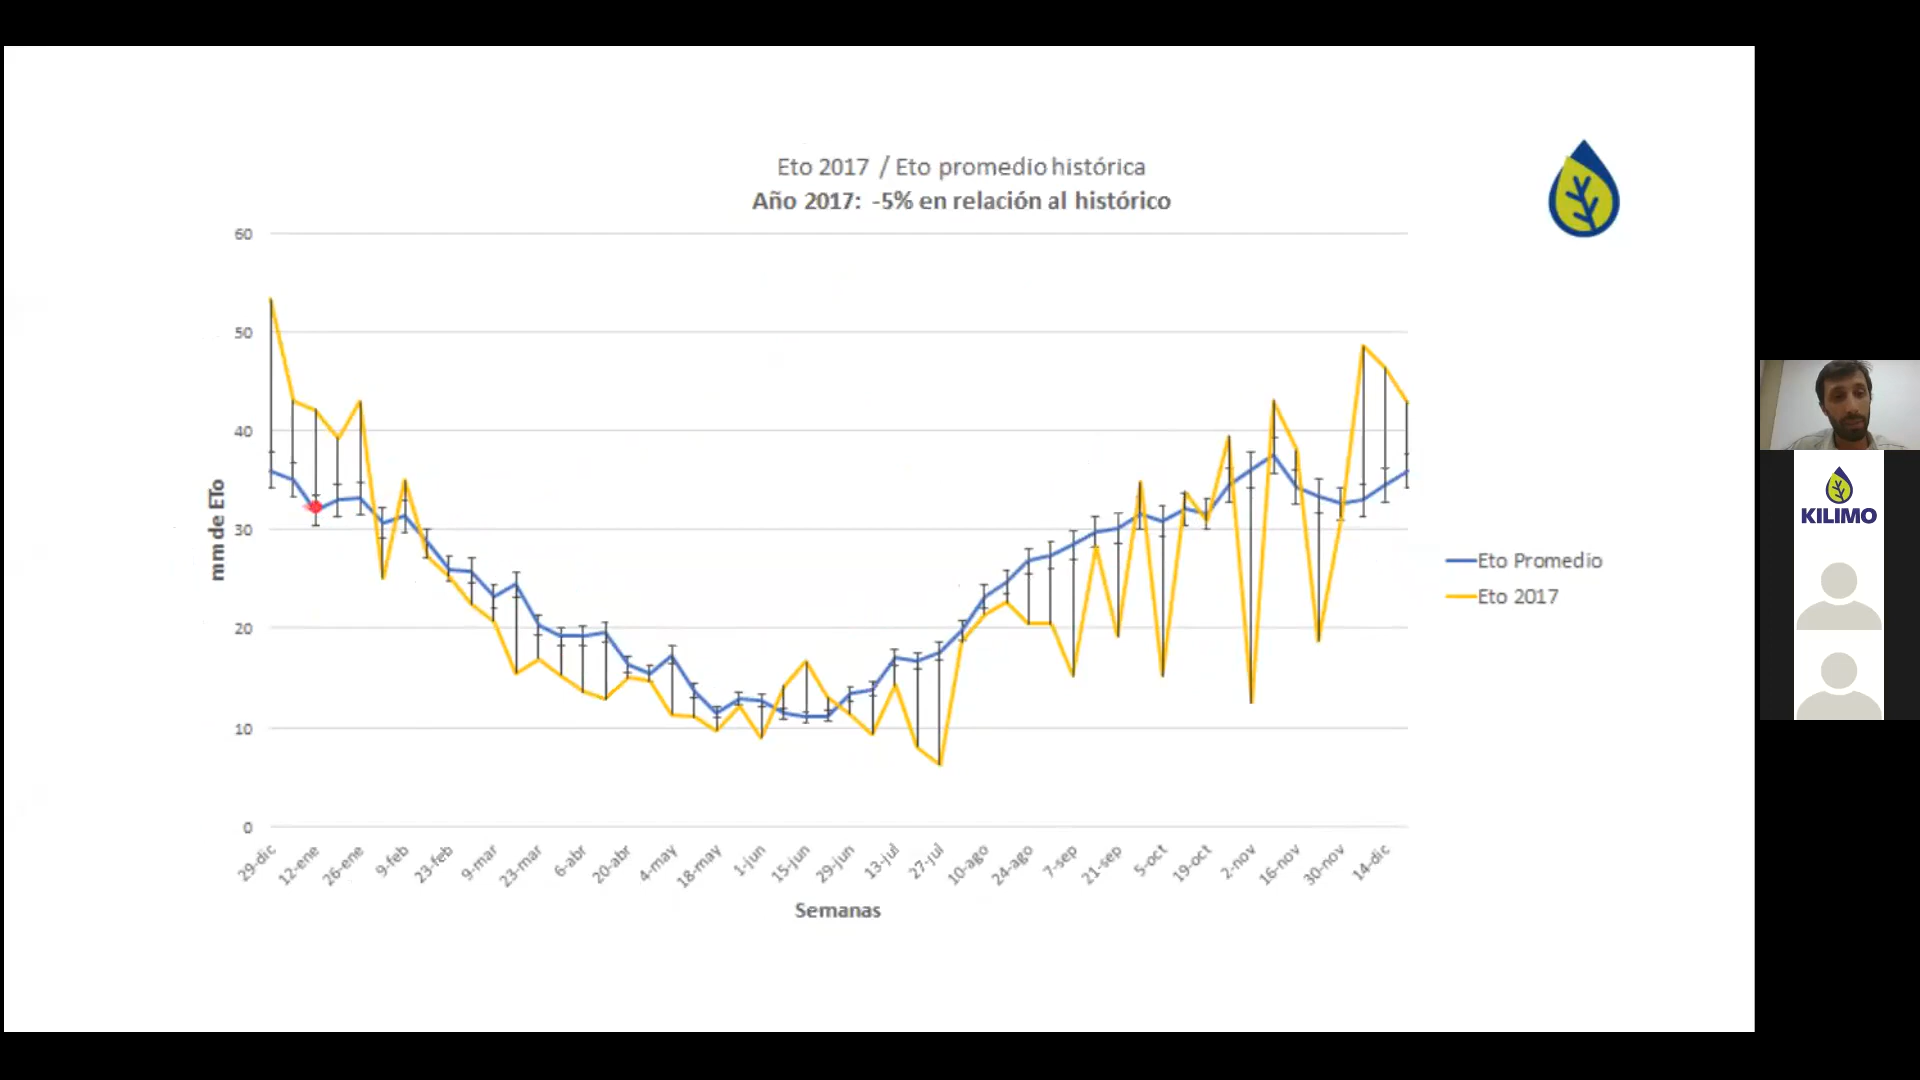 Eto 2017 / Eto promedio histórica
Año 2017: -5% en relación al histórico
60
50
40
30
20
10
0
mm de ETo
29-dic
12-ene
26-ene
9-feb
23-feb
9-mar
23-mar
6-abr
20-abr
4-may
18-may
1-jun
15-jun
29-jun
13-jul
27-jul
10-ago
24-ago
7-sep
21-sep
5-oct
19-oct
2-nov
16-nov
30-nov
14-dic
Semanas
Eto Promedio
Eto 2017
KILIMO